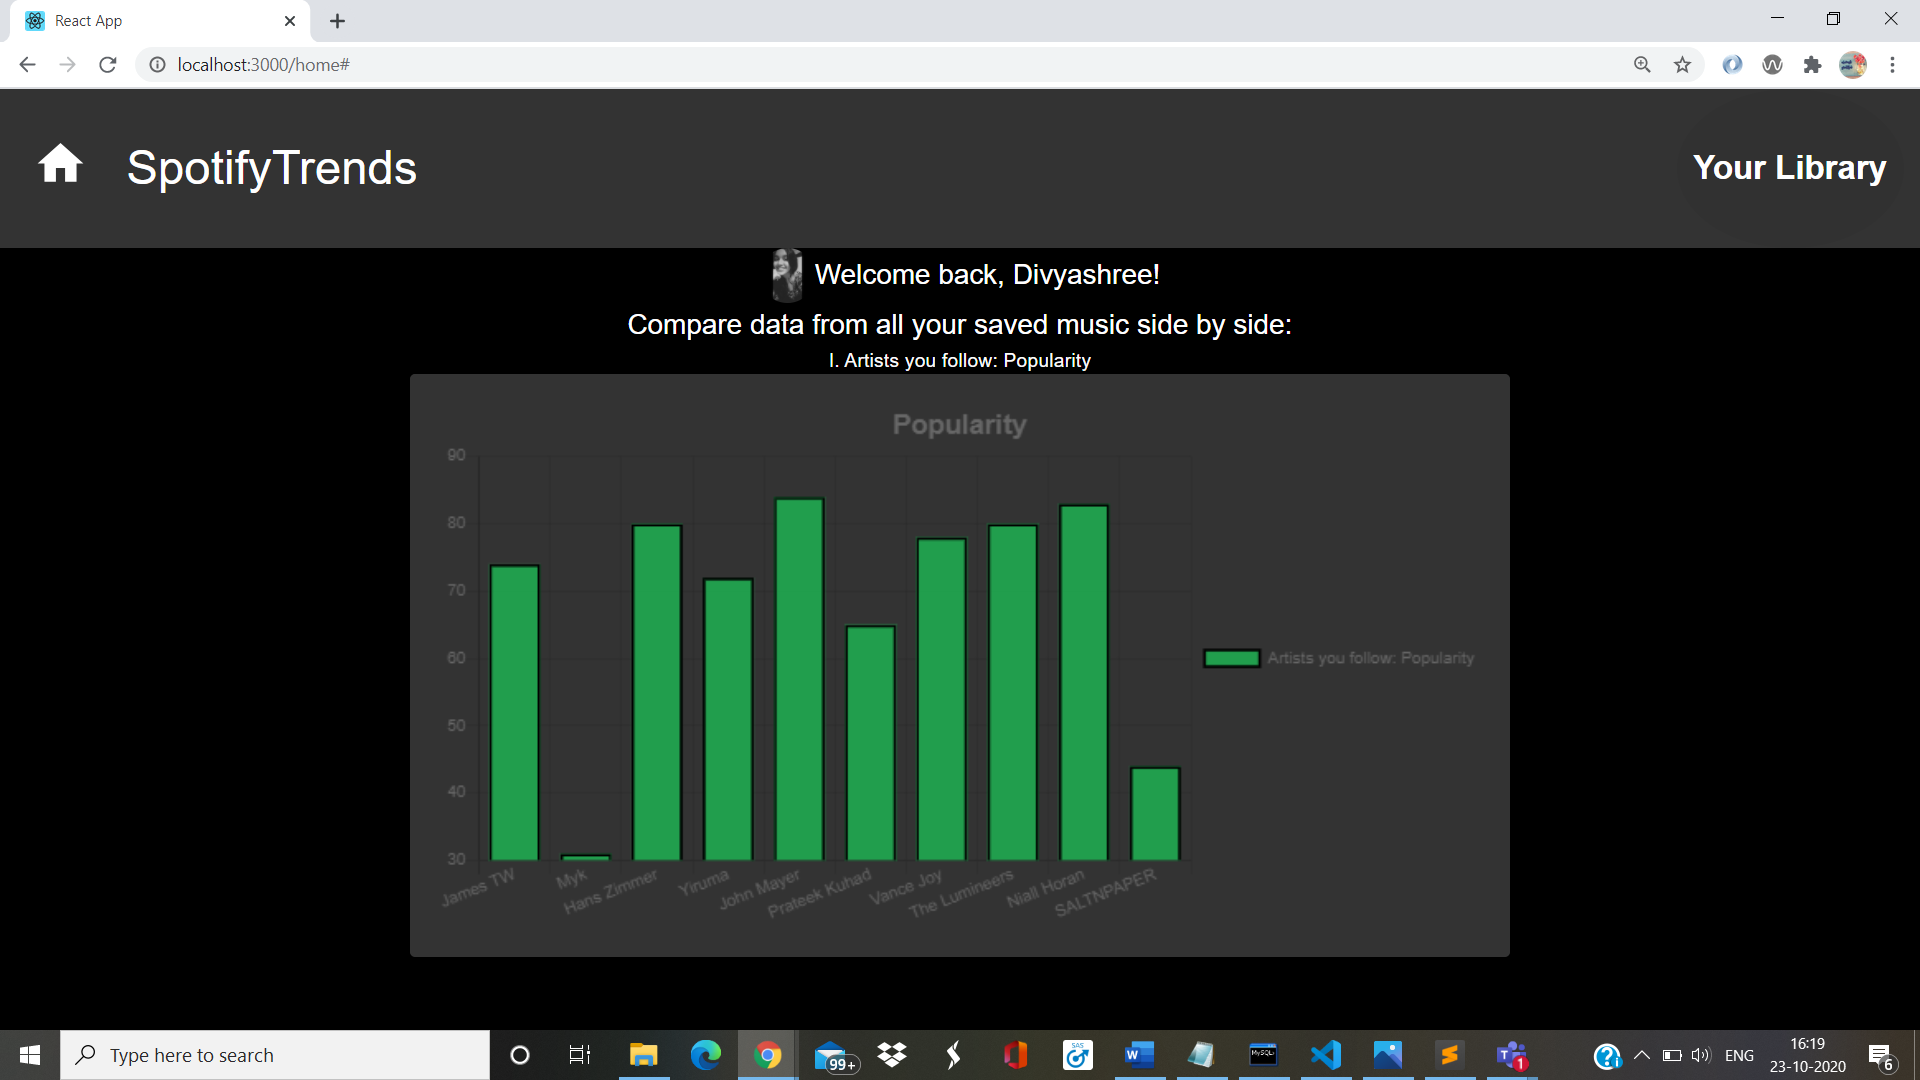 React App
localhost:3000/home#
SpotifyTrends
Your Library
Welcome back, Divyashree!
Compare data from all your saved music side by side:
I. Artists you follow: Popularity
Popularity
90
80
70
60
50
40
30
James TW
Myk
Hans Zimmer
Yiruma
John Mayer
Prateek Kuhad
Vance Joy
The Lumineers
Niall Horan
SALTNPAPER
Artists you follow: Popularity
Type here to search
99+
SAS
W
MySQL
T
1
ENG
16:19
23-10-2020
6